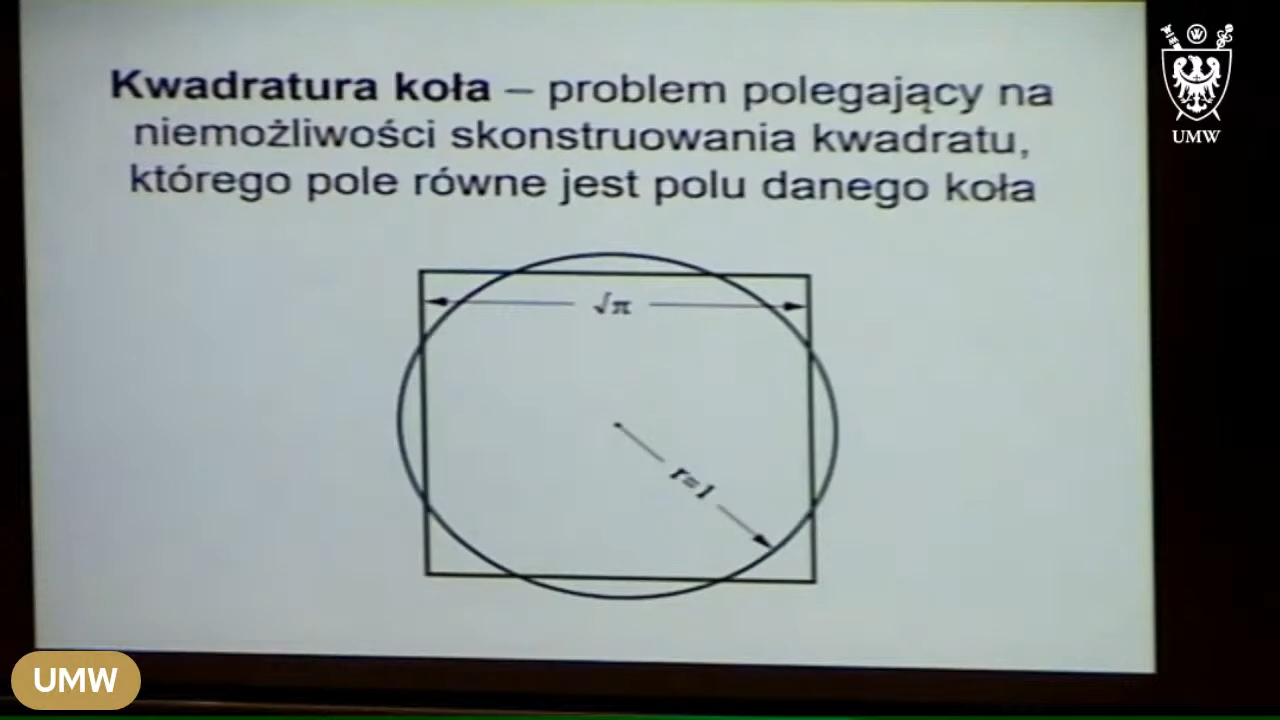 Kwadratura koła – problem polegający na
niemożliwości skonstruowania kwadratu,
którego pole równe jest polu danego koła
√π
r=1
UMW
UMW